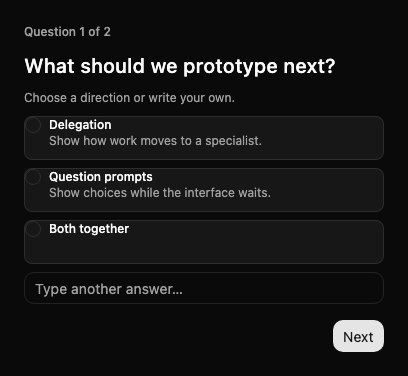 Question 1 of 2
What should we prototype next?
Choose a direction or write your own.
Delegation
Show how work moves to a specialist.
Question prompts
Show choices while the interface waits.
Both together
Type another answer...
Next